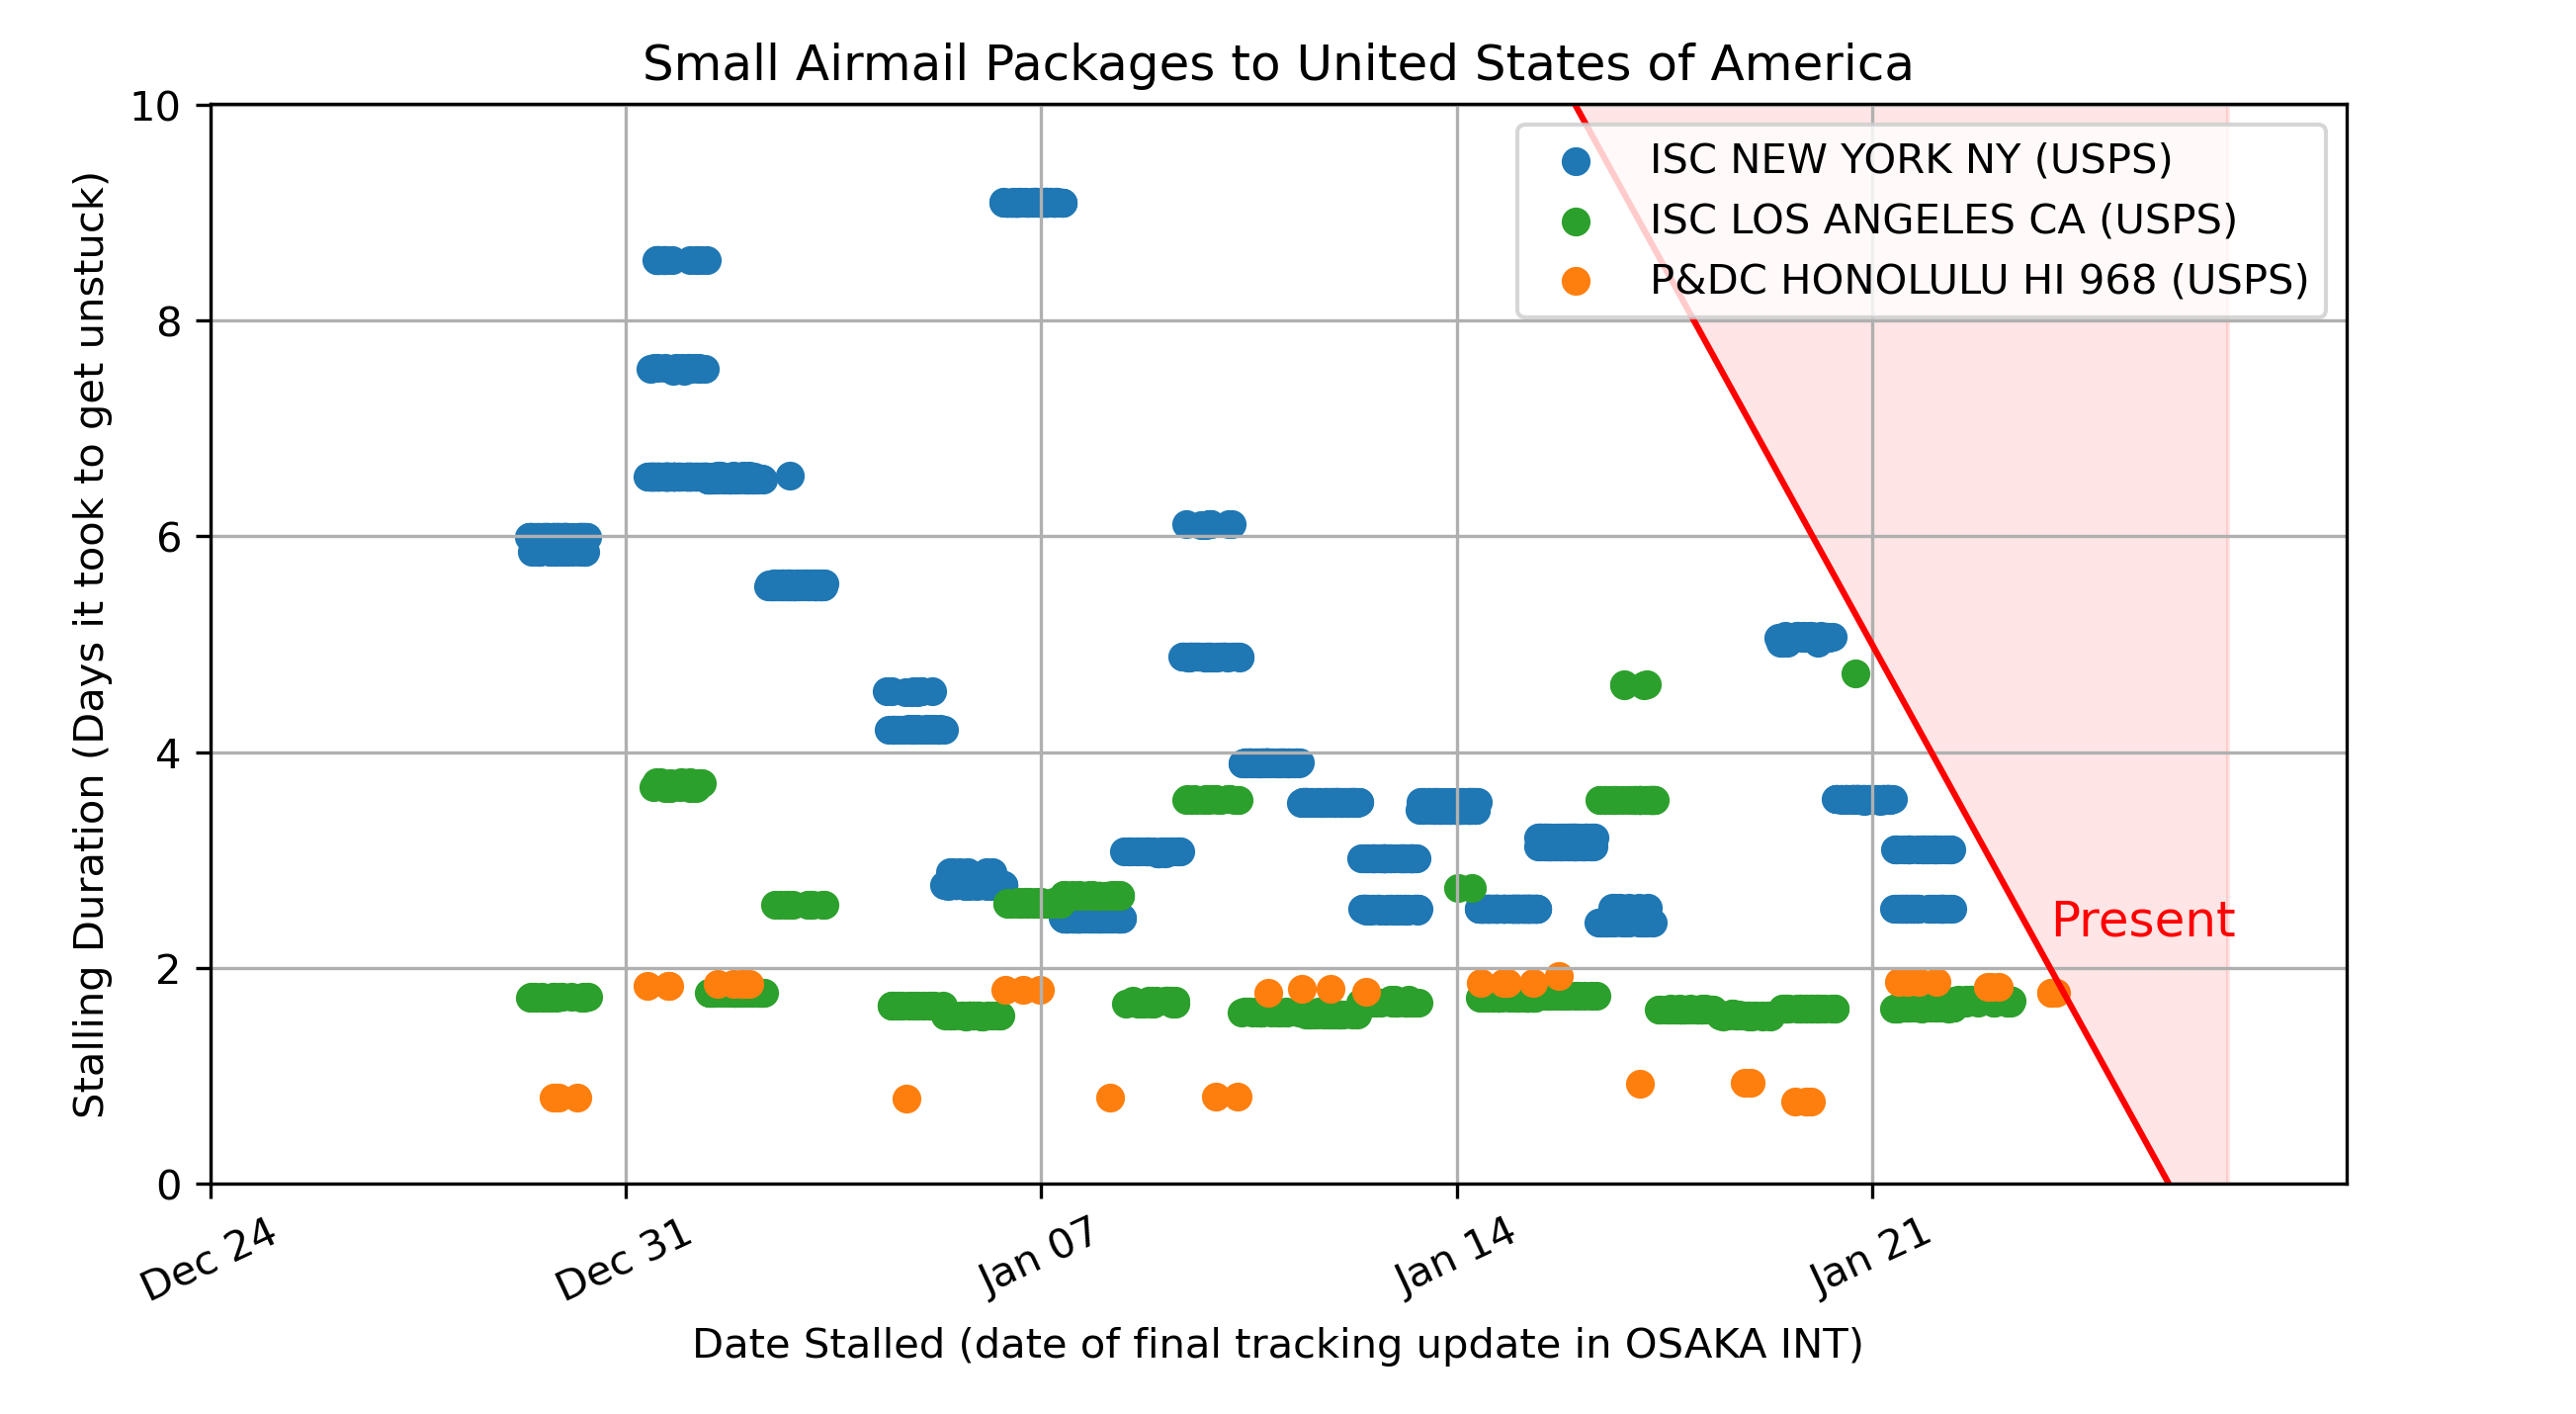 Small Airmail Packages to United States of America
Stalling Duration (Days it took to get unstuck)
10
8
6
4
2
0
ISC NEW YORK NY (USPS)
ISC LOS ANGELES CA (USPS)
P&DC HONOLULU HI 968 (USPS)
Present
Dec 24
Dec 31
Jan 07
Jan 14
Jan 21
Date Stalled (date of final tracking update in OSAKA INT)